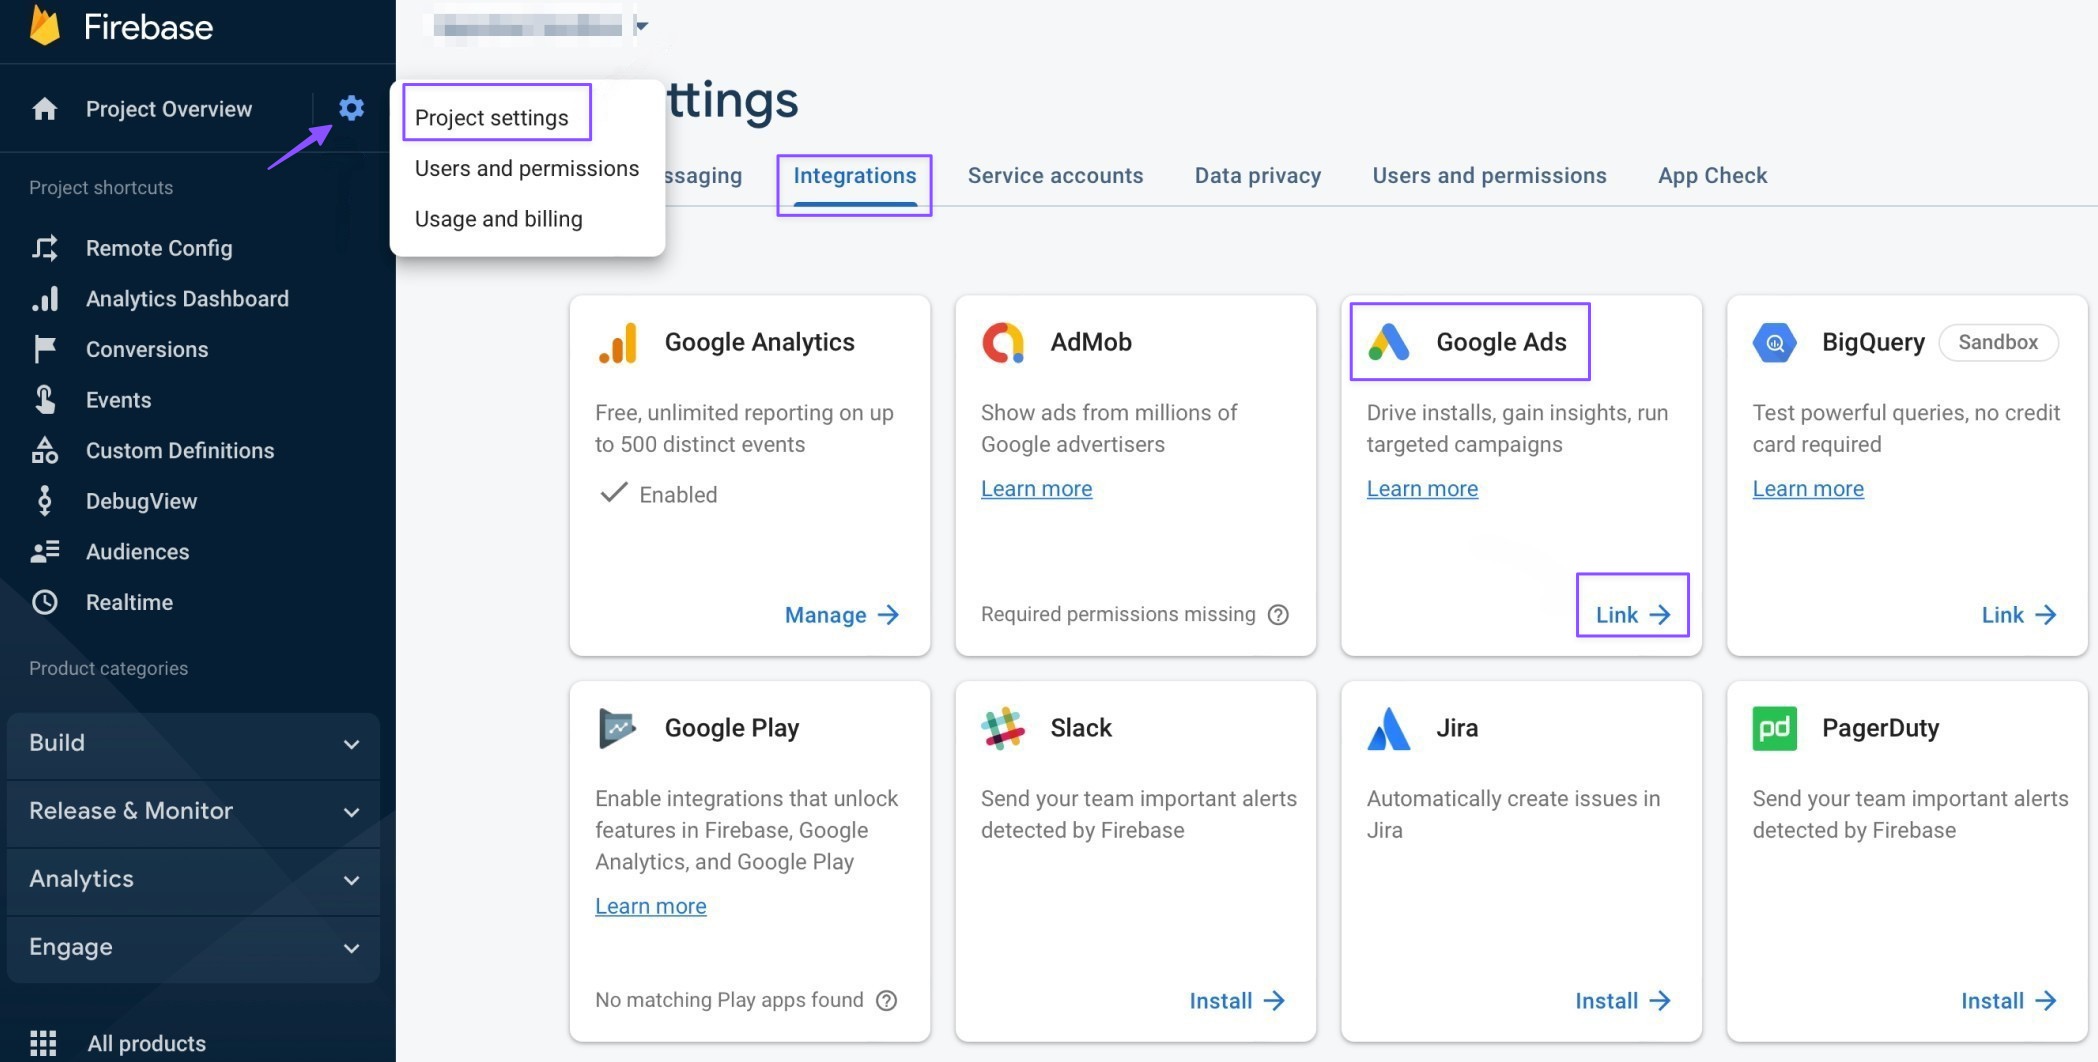 Firebase
Project Overview
Project settings
Users and permissions
Usage and billing
ttings
ssaging
Integrations
Service accounts
Data privacy
Users and permissions
App Check
Project shortcuts
Remote Config
Analytics Dashboard
Conversions
Events
Custom Definitions
DebugView
Audiences
Realtime
Product categories
Build
Release & Monitor
Analytics
Engage
All products
Google Analytics
Free, unlimited reporting on up
to 500 distinct events
Enabled
Manage
AdMob
Show ads from millions of
Google advertisers
Learn more
Required permissions missing
Google Ads
Drive installs, gain insights, run
targeted campaigns
Learn more
Link
BigQuery
Sandbox
Test powerful queries, no credit
card required
Learn more
Link
Google Play
Enable integrations that unlock
features in Firebase, Google
Analytics, and Google Play
Learn more
No matching Play apps found
Slack
Send your team important alerts
detected by Firebase
Install
Jira
Automatically create issues in
Jira
Install
pd
PagerDuty
Send your team important alerts
detected by Firebase
Install